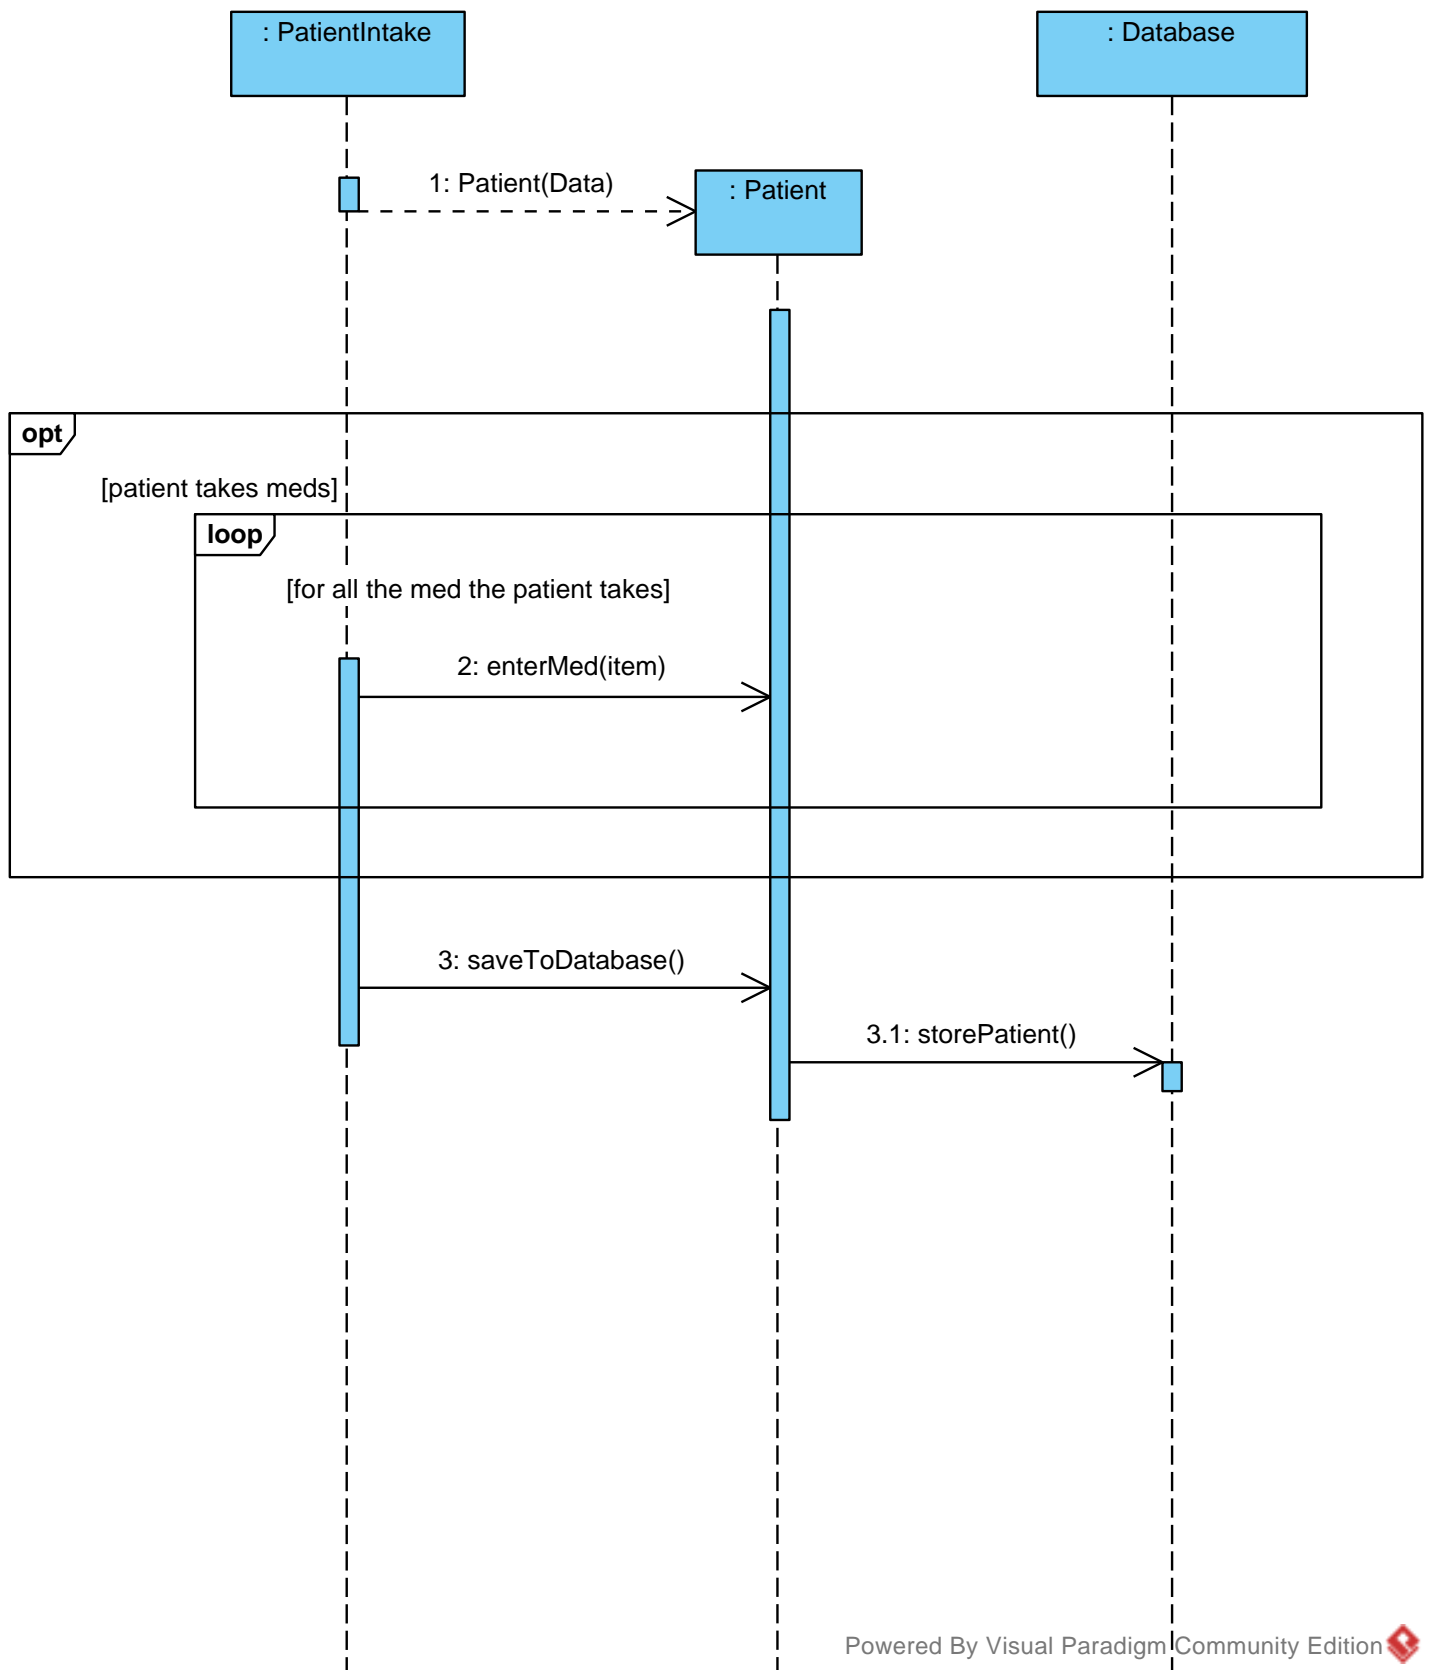 : PatientIntake
: Database
1: Patient(Data)
: Patient
opt
[patient takes meds]
loop
[for all the med the patient takes]
2: enterMed(item)
3: saveToDatabase()
3.1: storePatient()
Powered By Visual Paradigm Community Edition